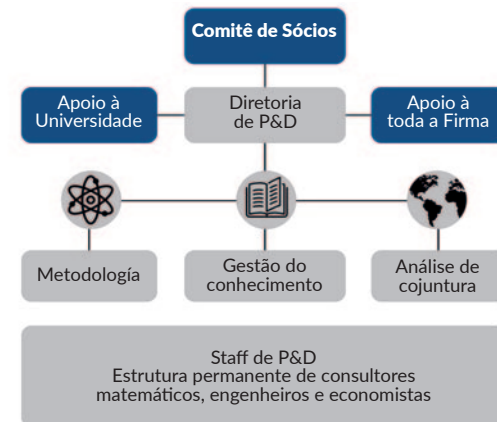 Comitê de Sócios
Apoio à
Universidade
Diretoria
de P&D
Apoio à
toda a Firma
Metodología
Gestão do
conhecimento
Análise de
cojuntura
Staff de P&D
Estrutura permanente de consultores
matemáticos, engenheiros e economistas